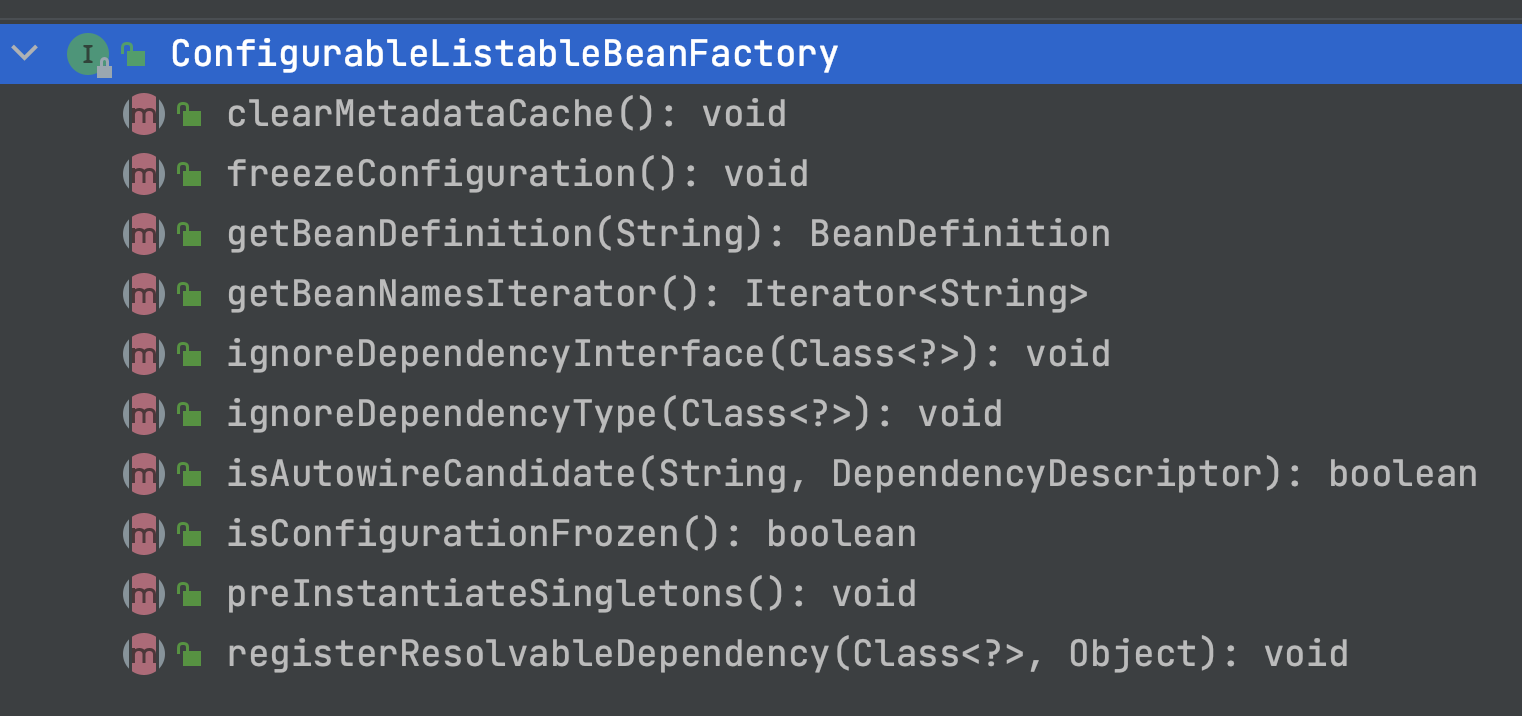 I ConfigurableListableBeanFactory
m clearMetadataCache(): void
m freezeConfiguration(): void
m getBeanDefinition(String): BeanDefinition
m getBeanNamesIterator(): Iterator<String>
m ignoreDependencyInterface(Class<?>): void
m ignoreDependencyType(Class<?>): void
m isAutowireCandidate(String, DependencyDescriptor): boolean
m isConfigurationFrozen(): boolean
m preInstantiateSingletons(): void
m registerResolvableDependency(Class<?>, Object): void